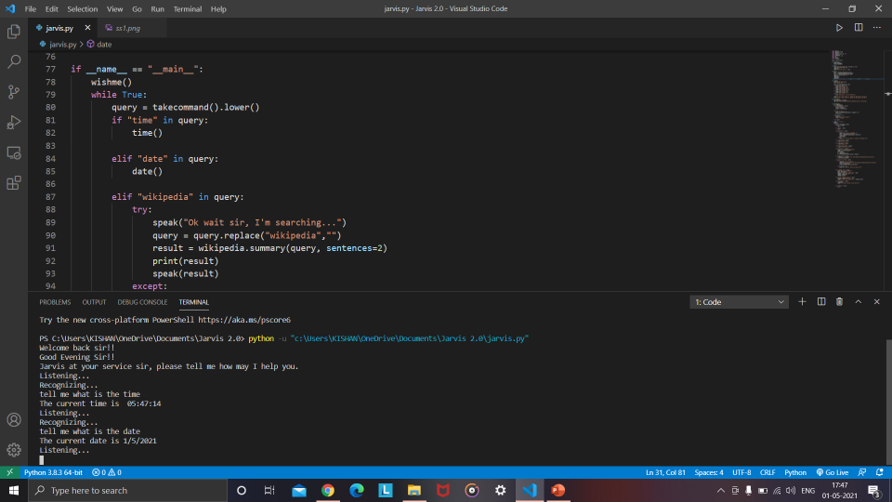 File Edit Selection View Go Run Terminal Help
jarvis.py - Jarvis 2.0 - Visual Studio Code
jarvis.py
ss1.png
jarvis.py > date
76
77 if __name__ == "__main__":
78 wishme()
79 while True:
80 query = takecommand().lower()
81 if "time" in query:
82 time()
83
84 elif "date" in query:
85 date()
86
87 elif "wikipedia" in query:
88 try:
89 speak("Ok wait sir, I'm searching...")
90 query = query.replace("wikipedia","")
91 result = wikipedia.summary(query, sentences=2)
92 print(result)
93 speak(result)
94 except:
PROBLEMS OUTPUT DEBUG CONSOLE TERMINAL
1: Code
Try the new cross-platform PowerShell https://aka.ms/pscore6
PS C:\Users\KISHAN\OneDrive\Documents\Jarvis 2.0> python -u "c:\Users\KISHAN\OneDrive\Documents\Jarvis 2.0\jarvis.py"
Welcome back sir!!
Good Evening Sir!!
Jarvis at your service sir, please tell me how may I help you.
Listening...
Recognizing...
tell me what is the time
The current time is 05:47:14
Listening...
Recognizing...
tell me what is the date
The current date is 1/5/2021
Listening...
Python 3.8.3 64-bit 0 0
Ln 31, Col 81 Spaces: 4 UTF-8 CRLF Python Go Live
Type here to search
17:47
01-05-2021
3